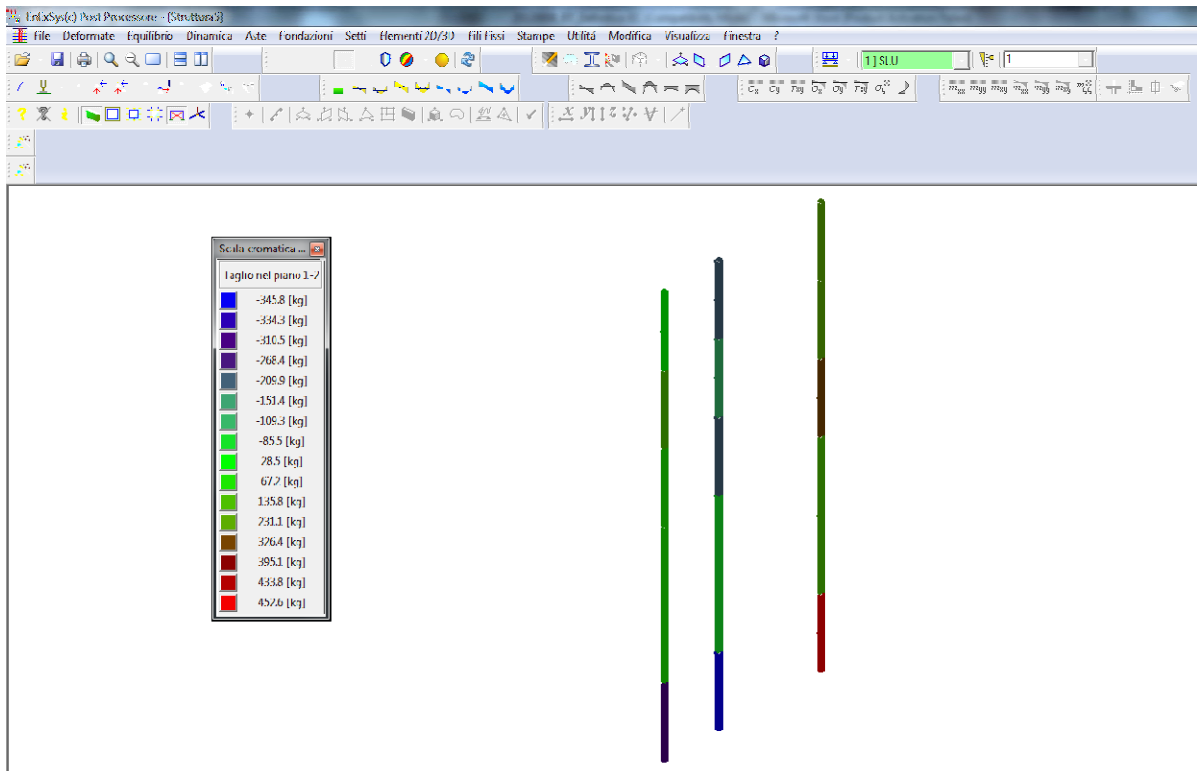 EnExSys(c) Post Processore - [Struttura5]
File Deformate Equilibrio Dinamica Aste Fondazioni Setti Elementi 2D/3D Fili Fissi Stampe Utilità Modifica Visualizza Finestra ?
1] SLU
1
Scala cromatica ...
Taglio nel piano 1-2
-345.8 [kg]
-334.3 [kg]
-310.5 [kg]
-268.4 [kg]
-209.9 [kg]
-151.4 [kg]
-109.3 [kg]
-85.5 [kg]
28.5 [kg]
67.2 [kg]
135.8 [kg]
231.1 [kg]
326.4 [kg]
395.1 [kg]
433.8 [kg]
452.6 [kg]